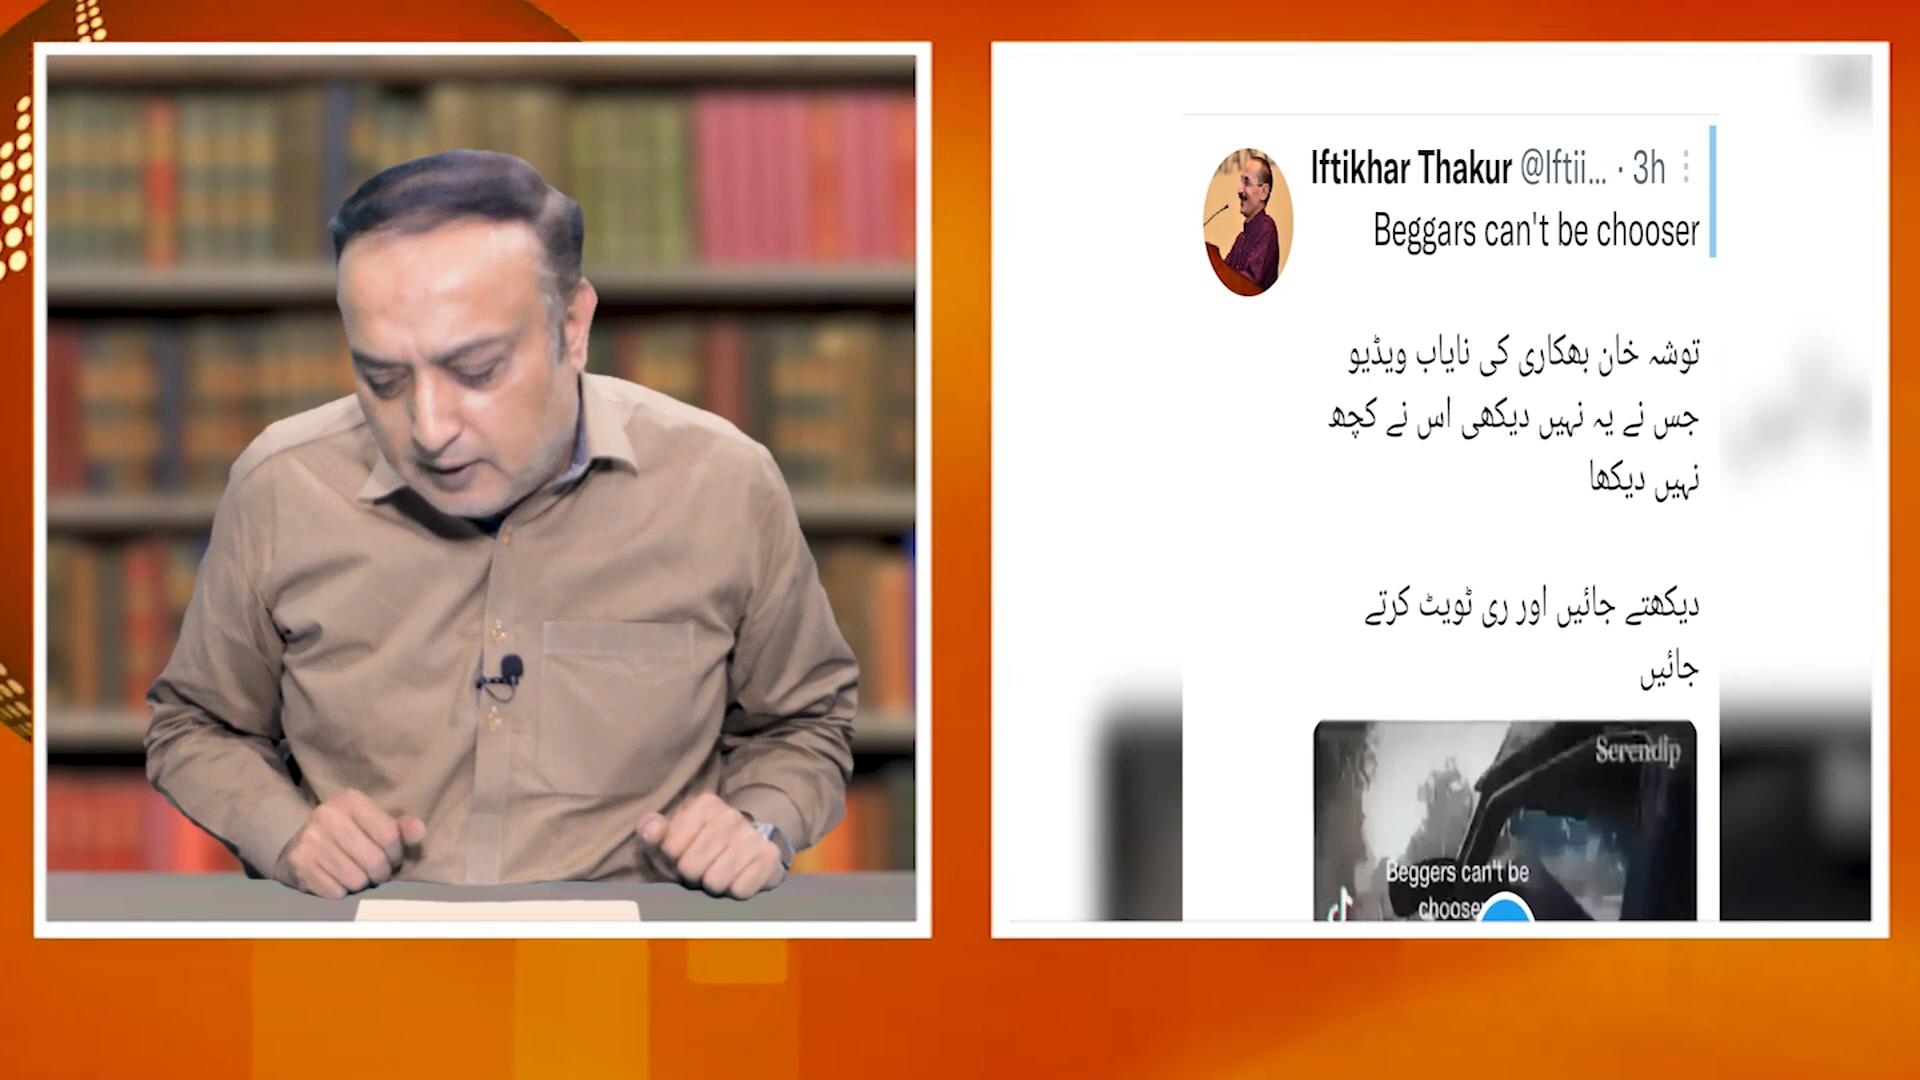 Iftikhar Thakur @Iftii... · 3h
Beggars can't be chooser
توشہ خان بھکاری کی نایاب ویڈیو
جس نے یہ نہیں دیکھی اس نے کچھ
نہیں دیکھا
دیکھتے جائیں اور ری ٹویٹ کرتے
جائیں
Serendip
Beggers can't be
chooser